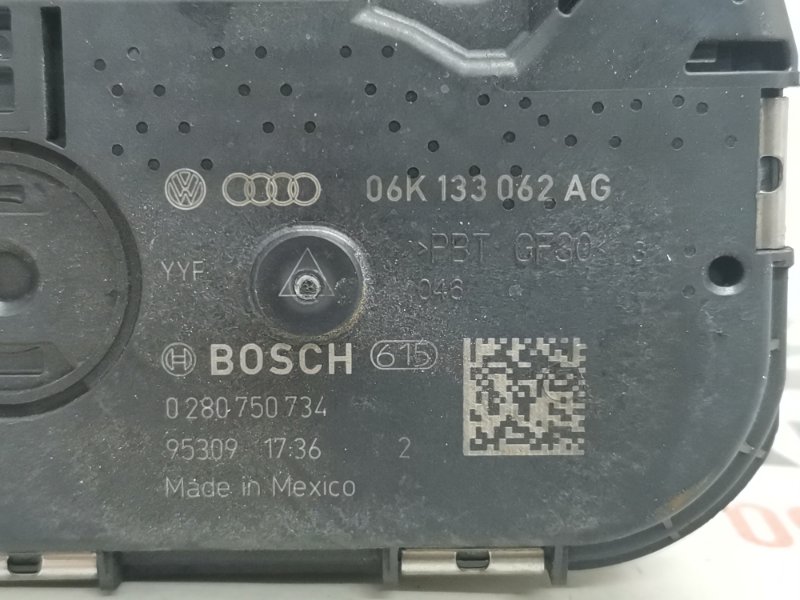 06K 133 062 AG
>PBT GF30< 3
YYF
046
BOSCH 615
0 280 750 734
95309 17:36 2
Made in Mexico